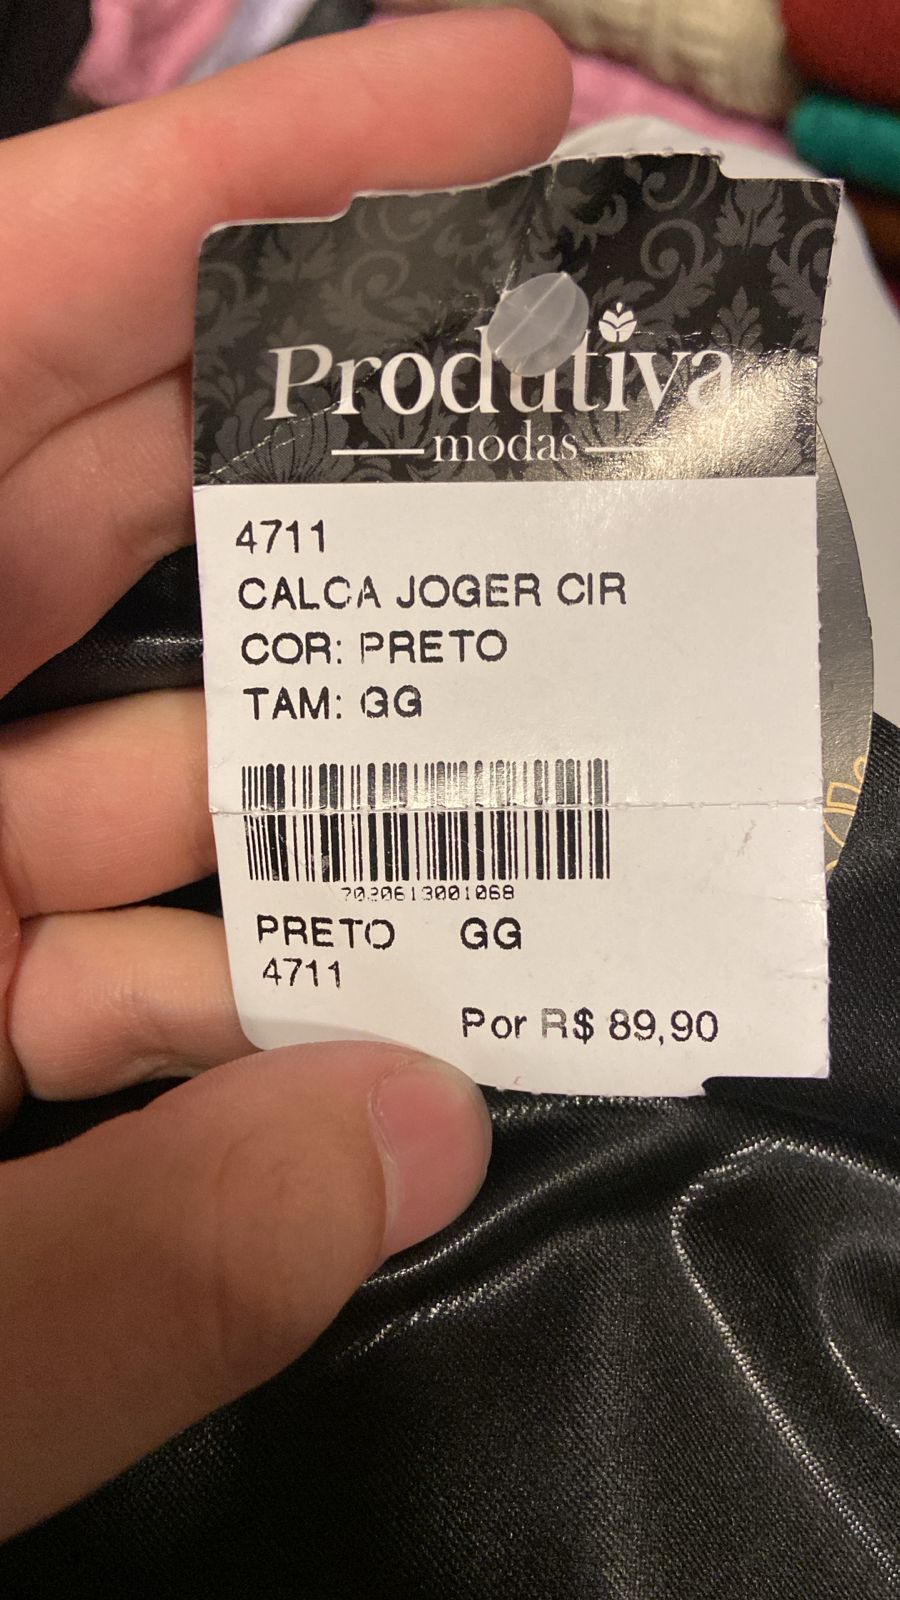 Produtiva
modas
4711
CALCA JOGER CIR
COR: PRETO
TAM: GG
7020613001068
PRETO GG
4711
Por R$ 89,90